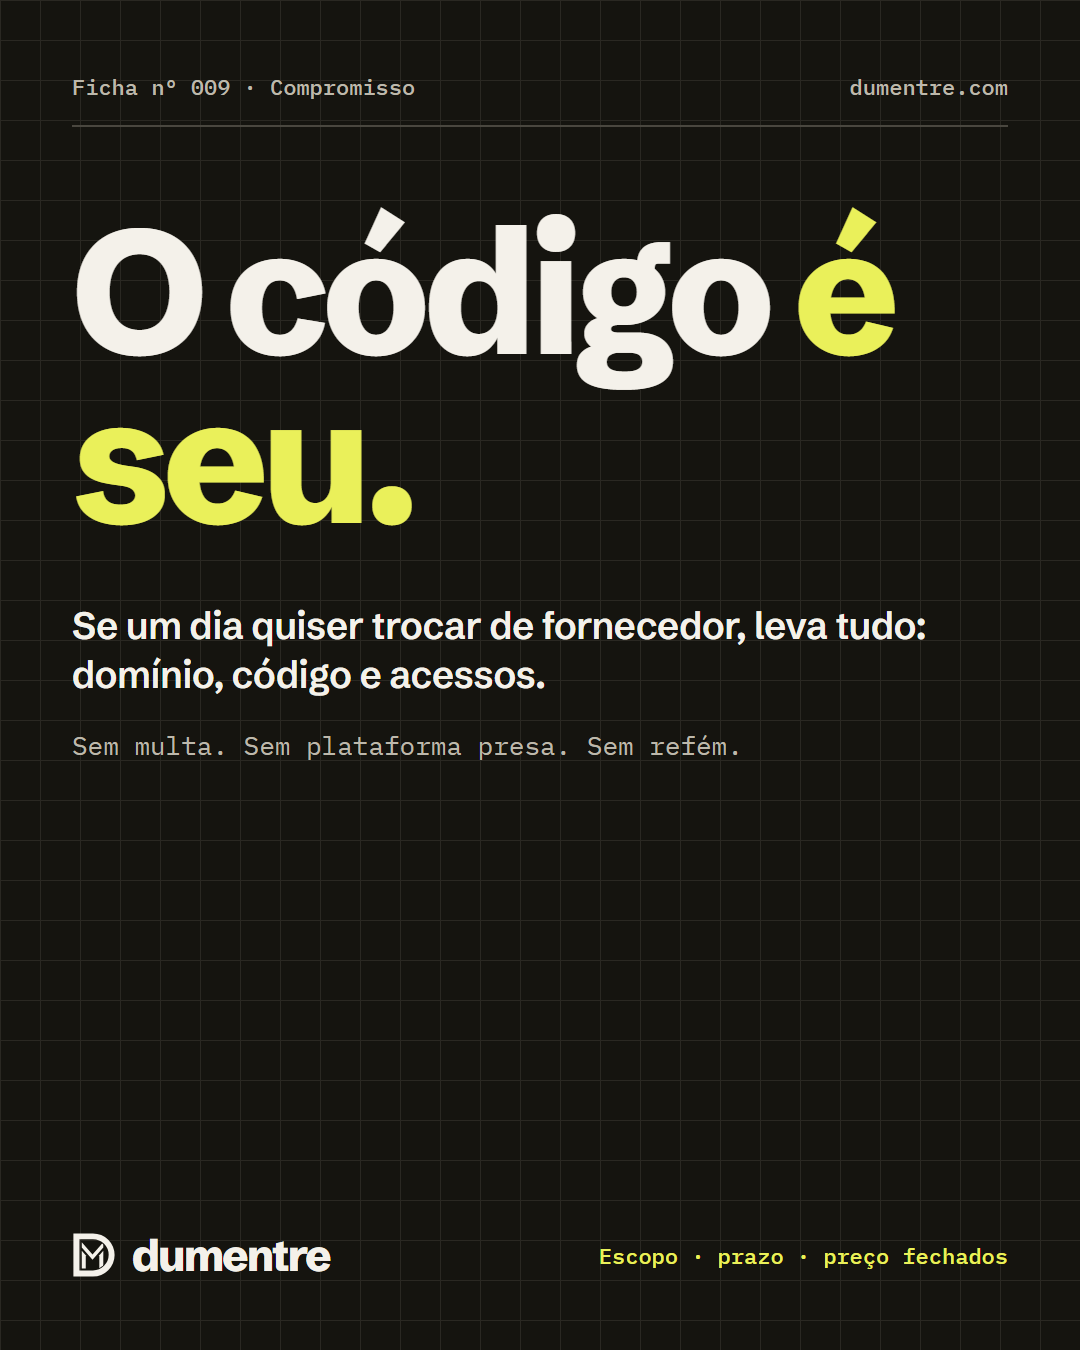 Ficha nº 009 · Compromisso
dumentre.com
O código é
seu.
Se um dia quiser trocar de fornecedor, leva tudo:
domínio, código e acessos.
Sem multa. Sem plataforma presa. Sem refém.
dumentre
Escopo · prazo · preço fechados